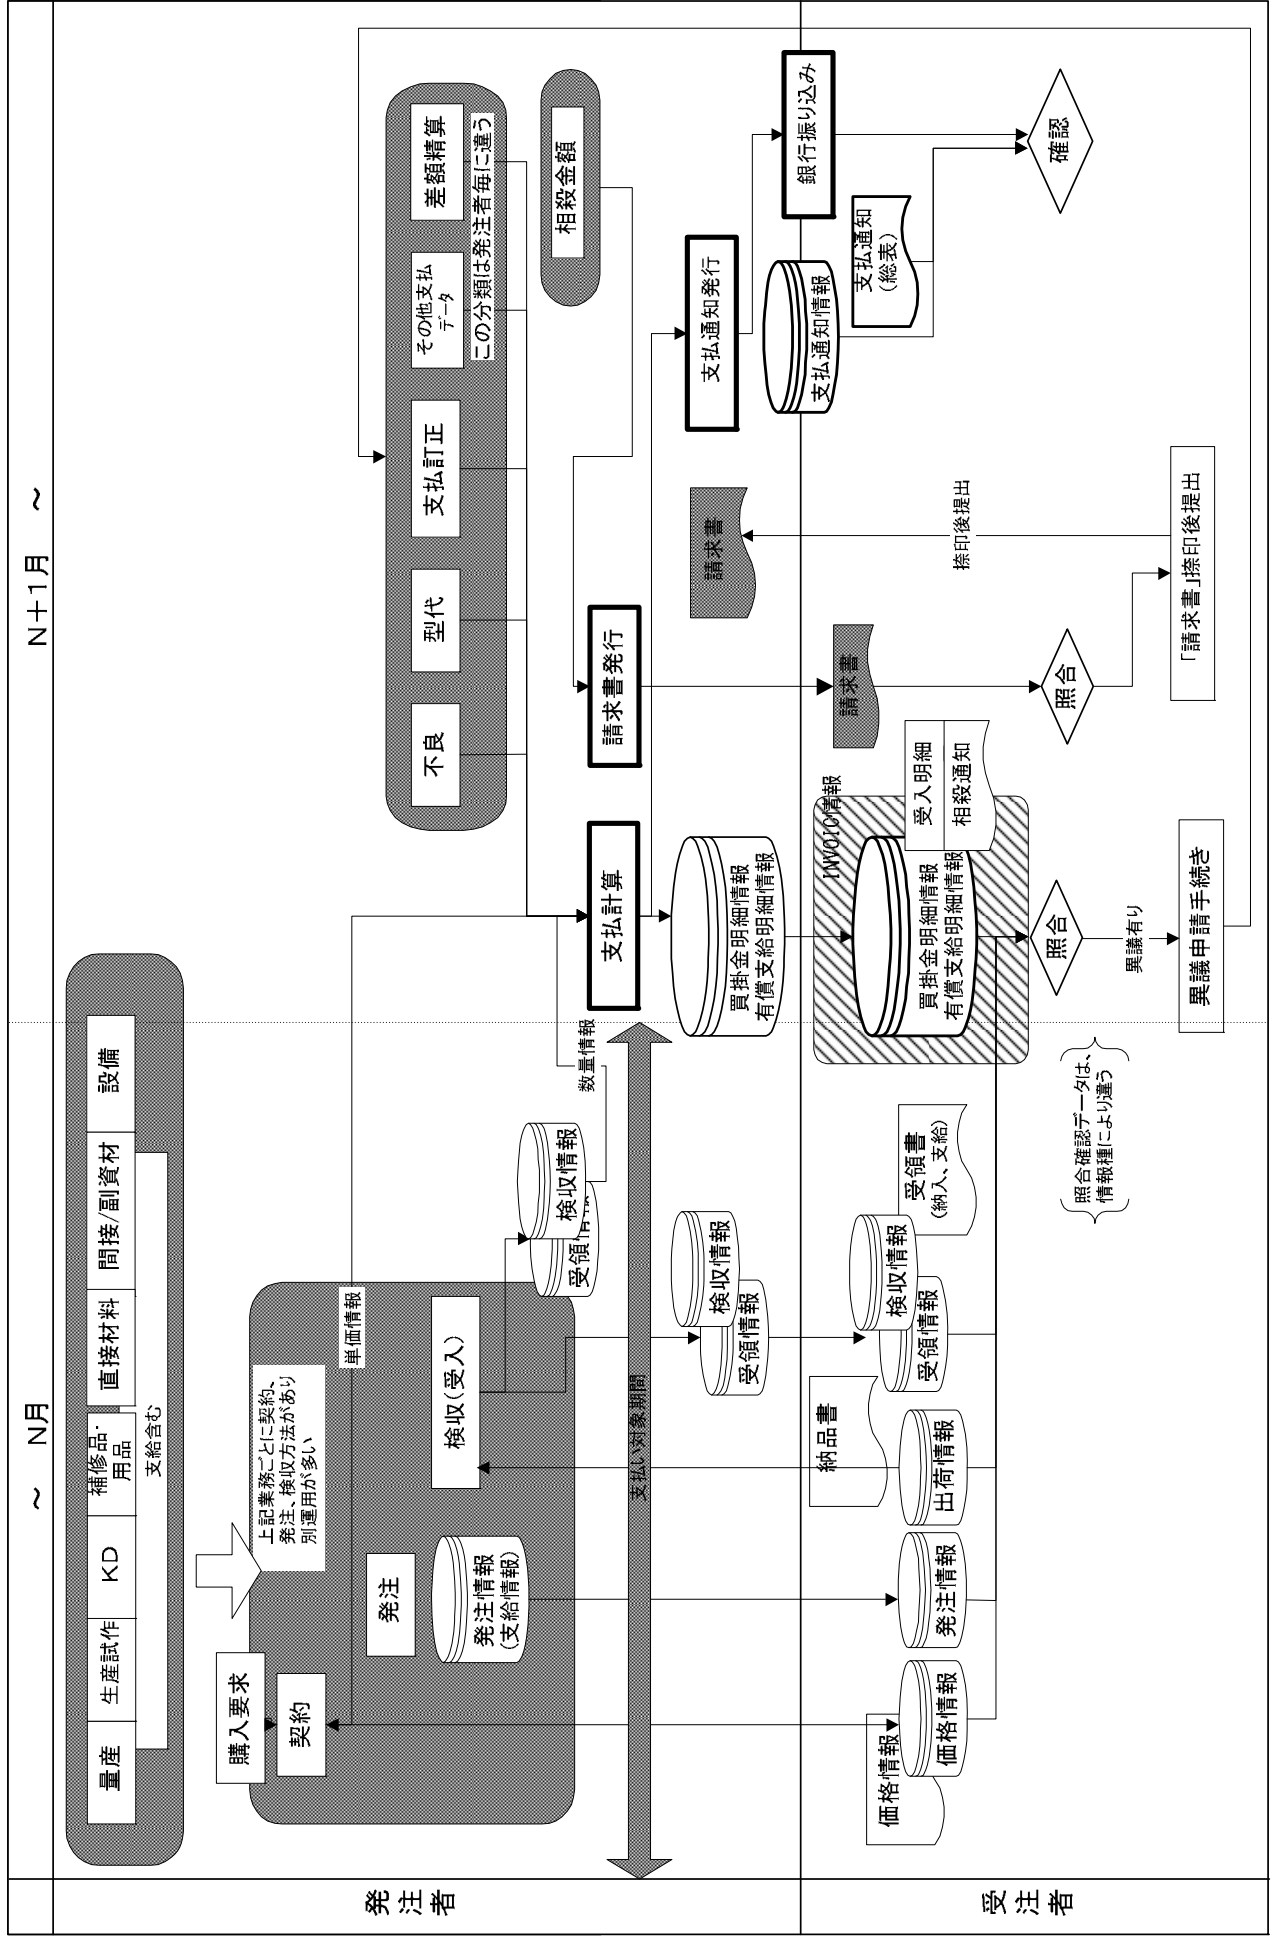 ～　N月
N＋1月　～
発注者
受注者
量産
生産試作
KD
補修品・
用品
直接材料
間接/副資材
設備
支給含む
購入要求
契約
上記業務ごとに契約、
発注、検収方法があり
別運用が多い
単価情報
発注
発注情報
(支給情報)
検収(受入)
検収情報
受領情報
数量情報
支払い対象期間
検収情報
受領情報
価格情報
価格情報
発注情報
納品書
出荷情報
検収情報
受領情報
受領書
(納入、支給)
照合確認データは、
情報種により違う
不良
型代
支払訂正
その他支払
データ
差額精算
この分類は発注者毎に違う
相殺金額
支払計算
請求書発行
買掛金明細情報
有償支給明細情報
INVOIC情報
買掛金明細情報
有償支給明細情報
受入明細
相殺通知
照合
異議有り
異議申請手続き
請求書
照合
「請求書」捺印後提出
捺印後提出
請求書
支払通知発行
支払通知情報
支払通知
(総表)
銀行振り込み
確認